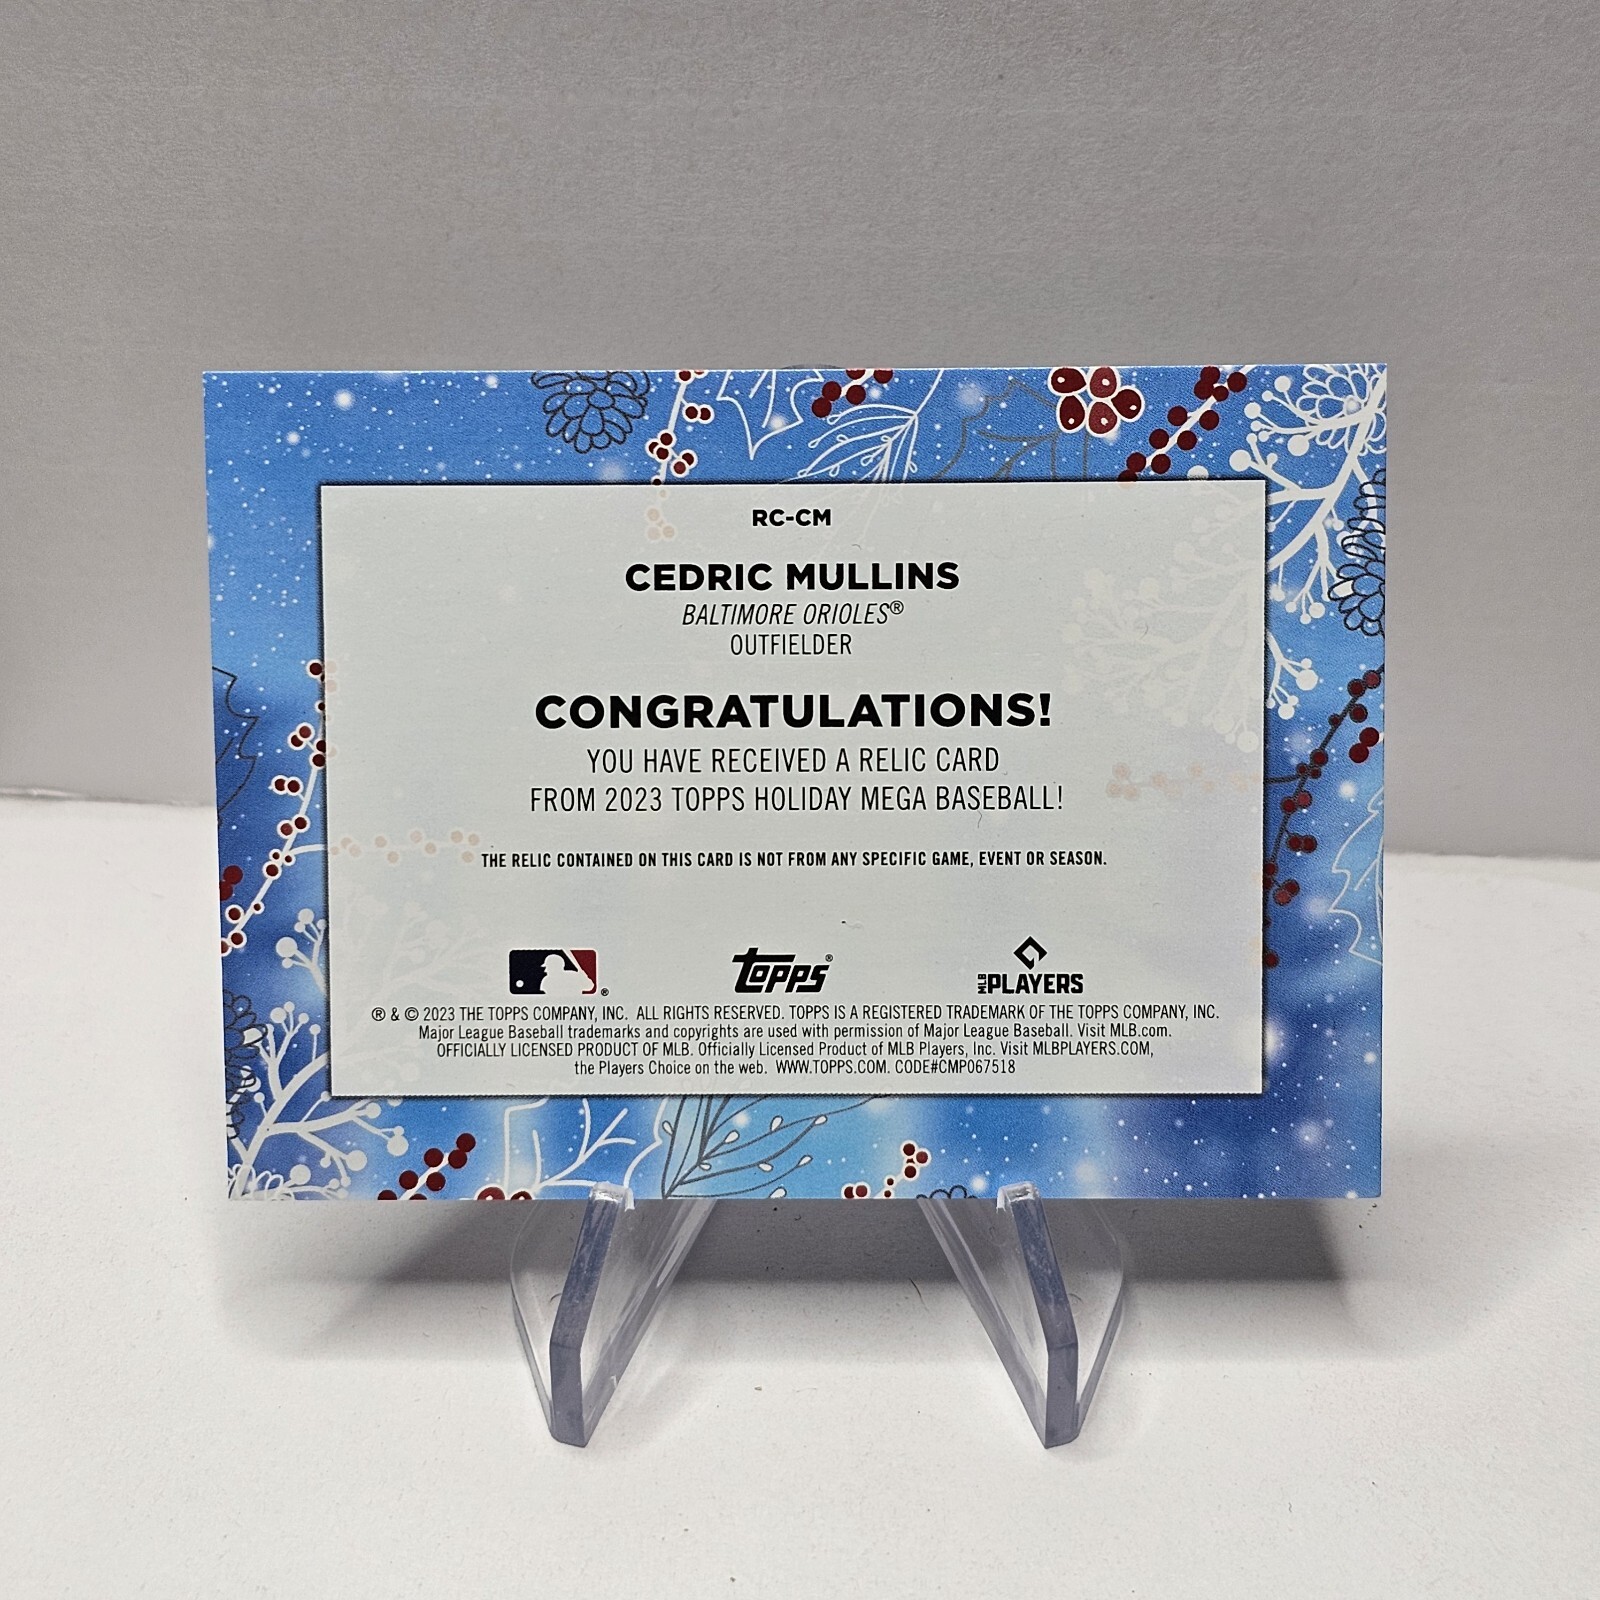 RC-CM
CEDRIC MULLINS
BALTIMORE ORIOLES®
OUTFIELDER
CONGRATULATIONS!
YOU HAVE RECEIVED A RELIC CARD
FROM 2023 TOPPS HOLIDAY MEGA BASEBALL!
THE RELIC CONTAINED ON THIS CARD IS NOT FROM ANY SPECIFIC GAME, EVENT OR SEASON.
® topps® MLB PLAYERS
® & © 2023 THE TOPPS COMPANY, INC. ALL RIGHTS RESERVED. TOPPS IS A REGISTERED TRADEMARK OF THE TOPPS COMPANY, INC.
Major League Baseball trademarks and copyrights are used with permission of Major League Baseball. Visit MLB.com.
OFFICIALLY LICENSED PRODUCT OF MLB. Officially Licensed Product of MLB Players, Inc. Visit MLBPLAYERS.COM,
the Players Choice on the web. WWW.TOPPS.COM. CODE#CMP067518